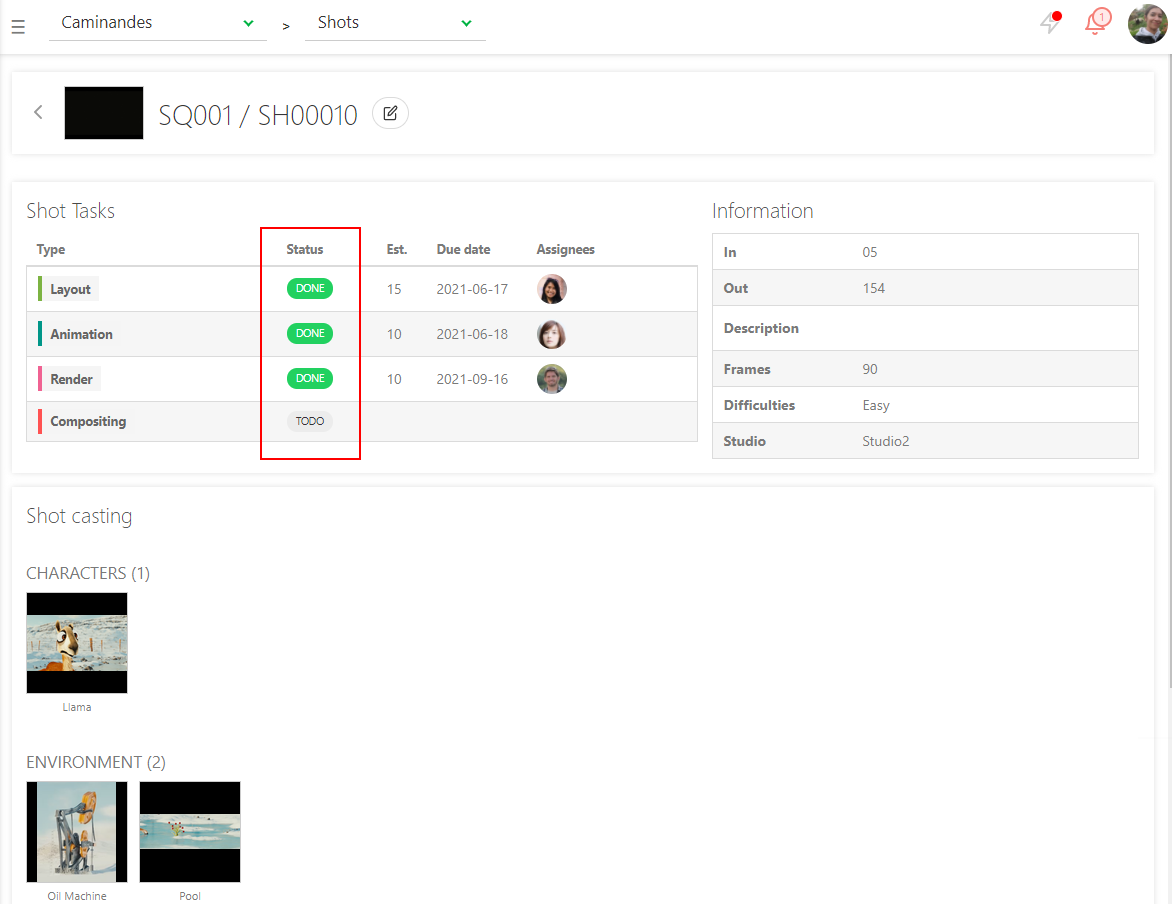 Caminandes > Shots
1
SQ001 / SH00010
Shot Tasks
Type Status Est. Due date Assignees
Layout DONE 15 2021-06-17
Animation DONE 10 2021-06-18
Render DONE 10 2021-09-16
Compositing TODO
Information
In 05
Out 154
Description
Frames 90
Difficulties Easy
Studio Studio2
Shot casting
CHARACTERS (1)
Llama
ENVIRONMENT (2)
Oil Machine Pool